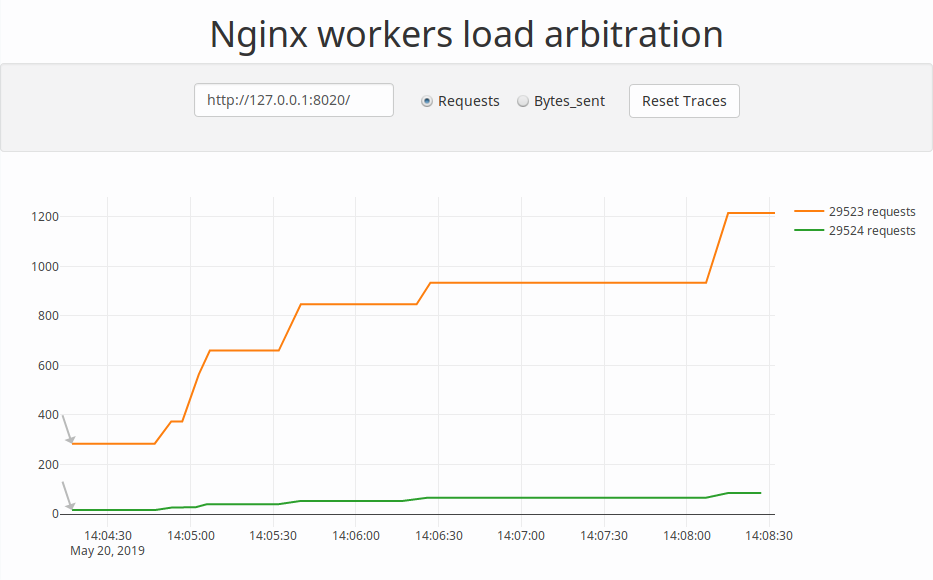 Nginx workers load arbitration
http://127.0.0.1:8020/ Requests Bytes_sent Reset Traces
1200
1000
800
600
400
200
0
29523 requests
29524 requests
14:04:30 14:05:00 14:05:30 14:06:00 14:06:30 14:07:00 14:07:30 14:08:00 14:08:30
May 20, 2019